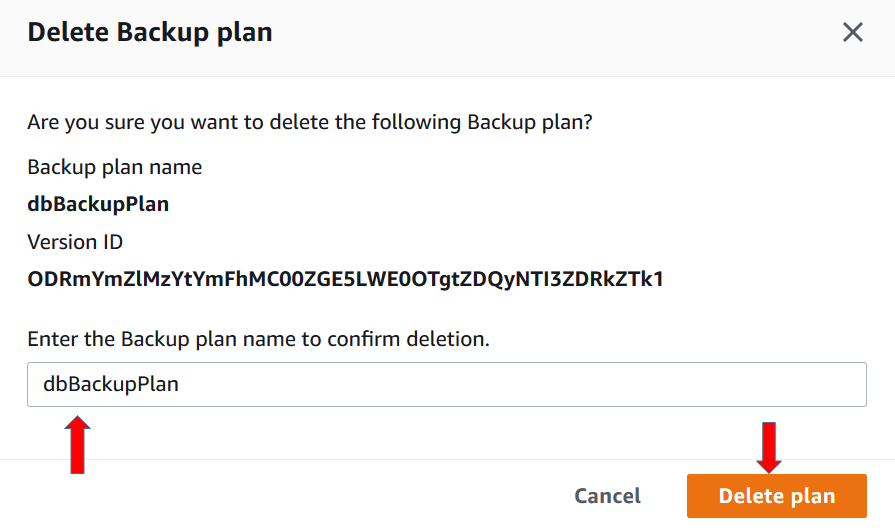 Delete Backup plan
Are you sure you want to delete the following Backup plan?
Backup plan name
dbBackupPlan
Version ID
ODRmYmZlMzYtYmFhMC00ZGE5LWE0OTgtZDQyNTI3ZDRkZTk1
Enter the Backup plan name to confirm deletion.
dbBackupPlan
Cancel
Delete plan